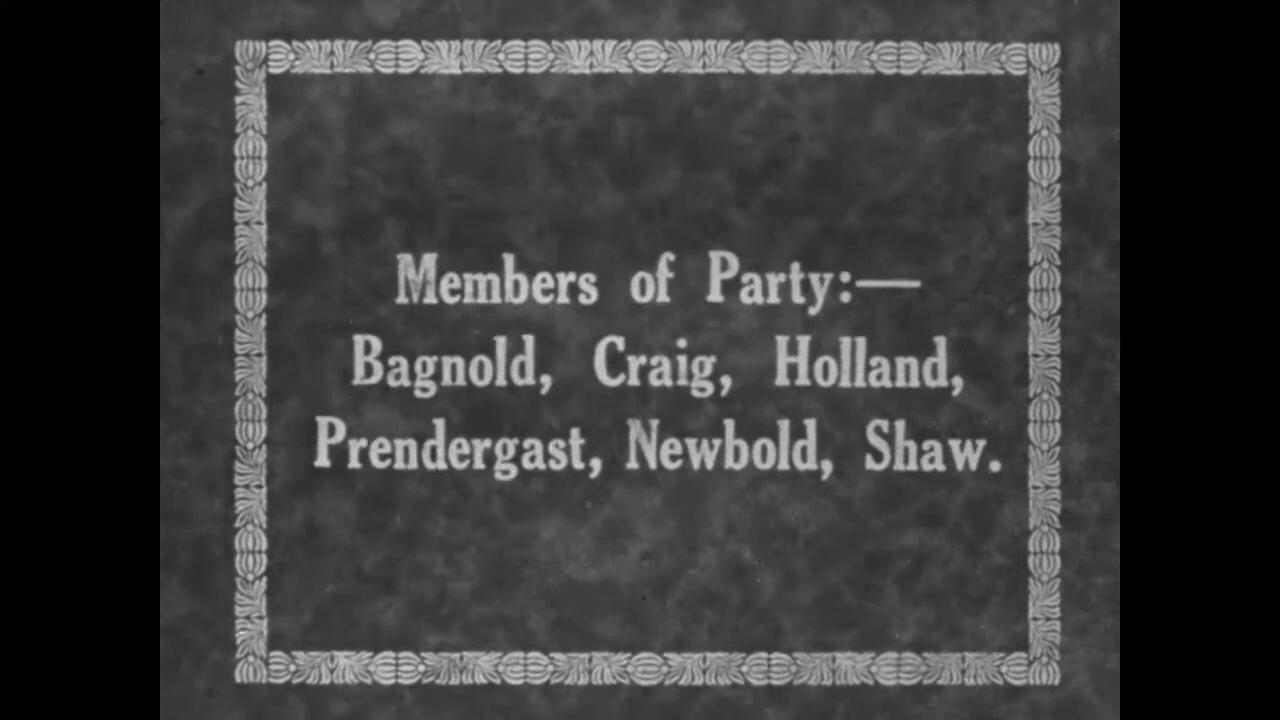 Members of Party:—
Bagnold, Craig, Holland,
Prendergast, Newbold, Shaw.